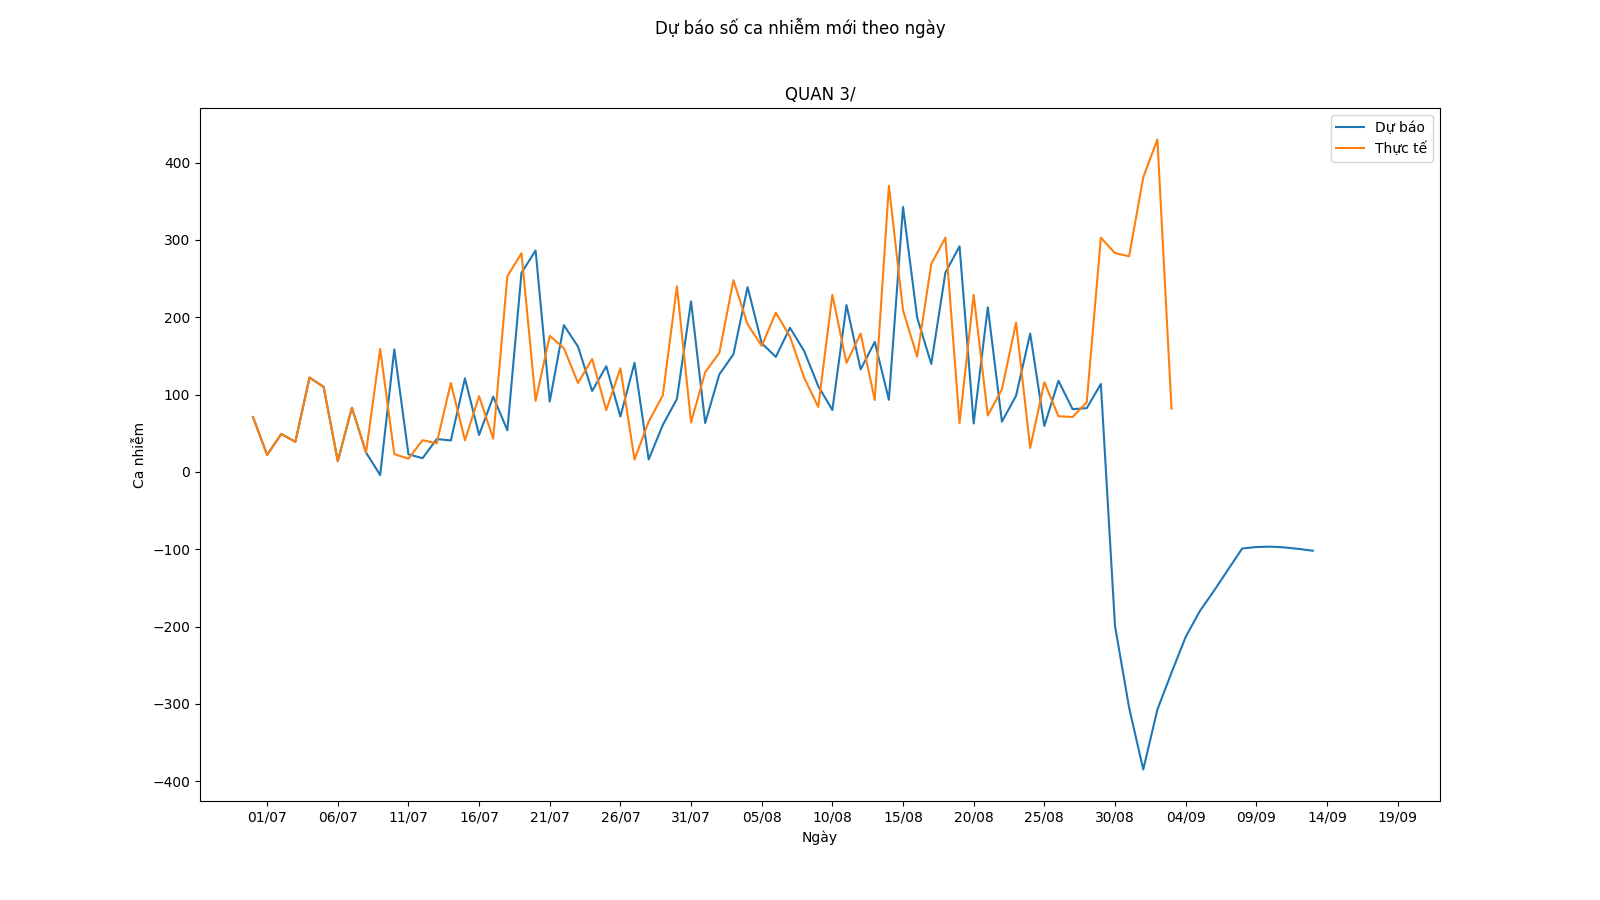 Dự báo số ca nhiễm mới theo ngày
QUAN 3/
Dự báo
Thực tế
400
300
200
100
0
−100
−200
−300
−400
Ca nhiễm
01/07 06/07 11/07 16/07 21/07 26/07 31/07 05/08 10/08 15/08 20/08 25/08 30/08 04/09 09/09 14/09 19/09
Ngày